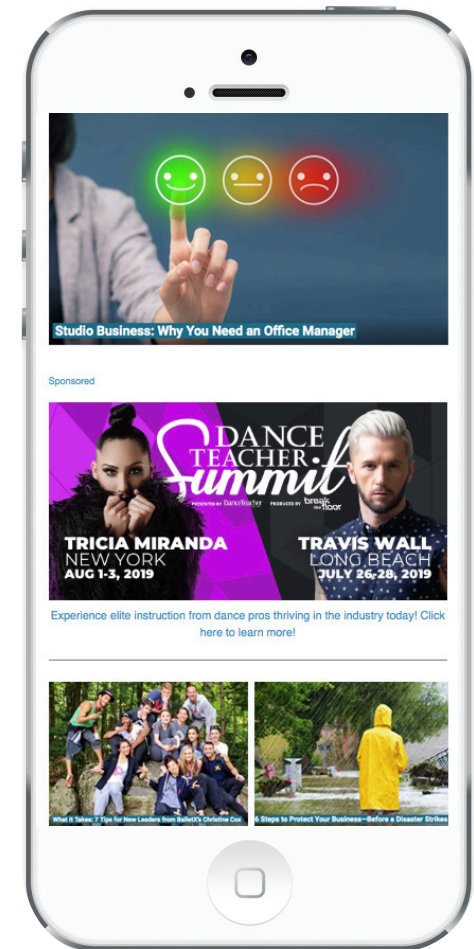 Studio Business: Why You Need an Office Manager
Sponsored
DANCE
TEACHER
Summit
PRESENTED BY DanceTeacher PRODUCED BY break the floor
TRICIA MIRANDA
NEW YORK
AUG 1-3, 2019
TRAVIS WALL
LONG BEACH
JULY 26-28, 2019
Experience elite instruction from dance pros thriving in the industry today! Click
here to learn more!
What It Takes: 7 Tips for New Leaders from BalletX's Christine Cox
6 Steps to Protect Your Business—Before a Disaster Strikes